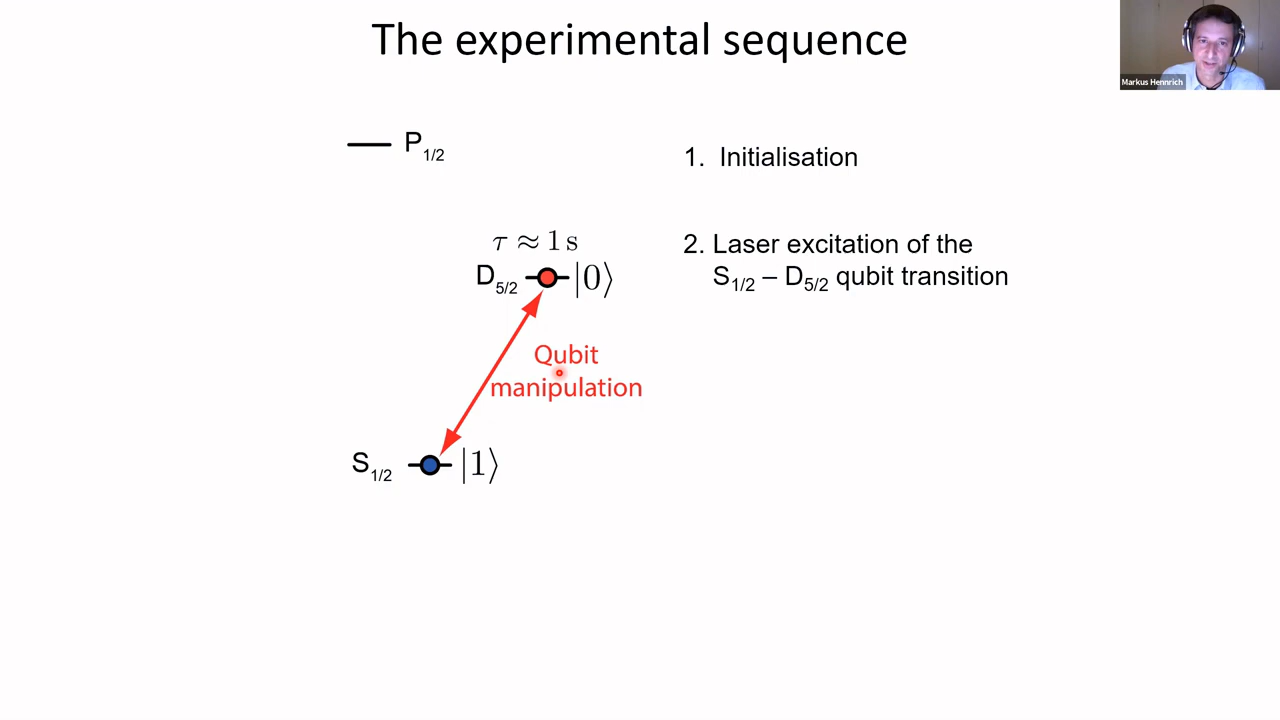 The experimental sequence
Markus Hennrich
P1/2
1. Initialisation
τ ≈ 1 s
2. Laser excitation of the
D5/2 |0⟩
S1/2 – D5/2 qubit transition
Qubit
manipulation
S1/2 |1⟩